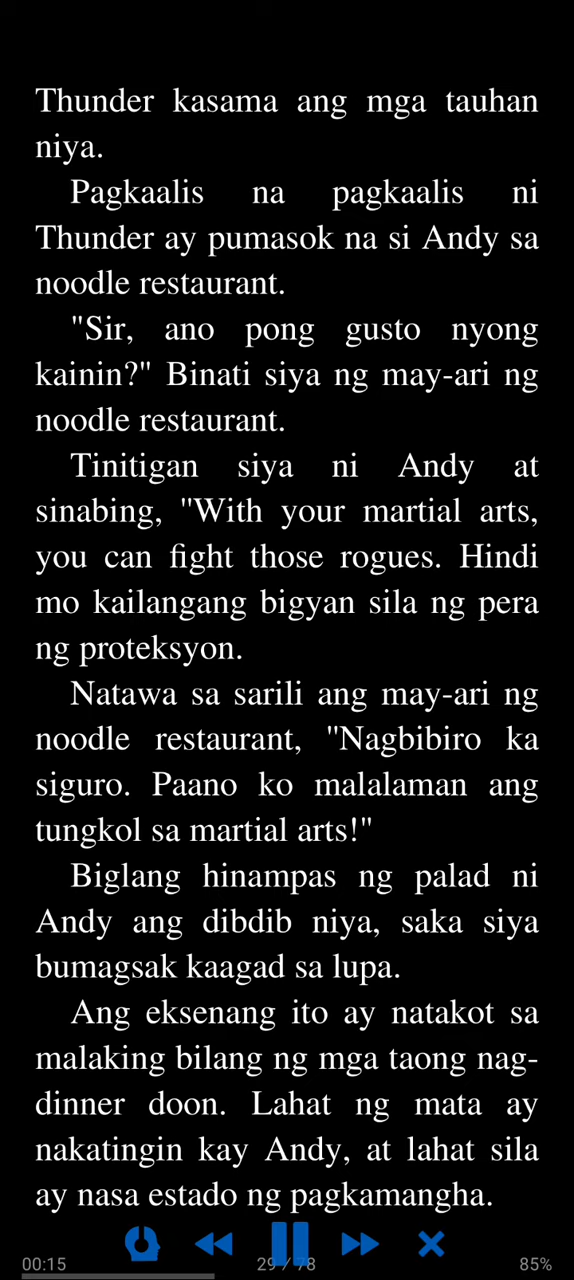 Thunder kasama ang mga tauhan
niya.
Pagkaalis na pagkaalis ni
Thunder ay pumasok na si Andy sa
noodle restaurant.
"Sir, ano pong gusto nyong
kainin?" Binati siya ng may-ari ng
noodle restaurant.
Tinitigan siya ni Andy at
sinabing, "With your martial arts,
you can fight those rogues. Hindi
mo kailangang bigyan sila ng pera
ng proteksyon.
Natawa sa sarili ang may-ari ng
noodle restaurant, "Nagbibiro ka
siguro. Paano ko malalaman ang
tungkol sa martial arts!"
Biglang hinampas ng palad ni
Andy ang dibdib niya, saka siya
bumagsak kaagad sa lupa.
Ang eksenang ito ay natakot sa
malaking bilang ng mga taong nag-
dinner doon. Lahat ng mata ay
nakatingin kay Andy, at lahat sila
ay nasa estado ng pagkamangha.
00:15 29 / 78 85%